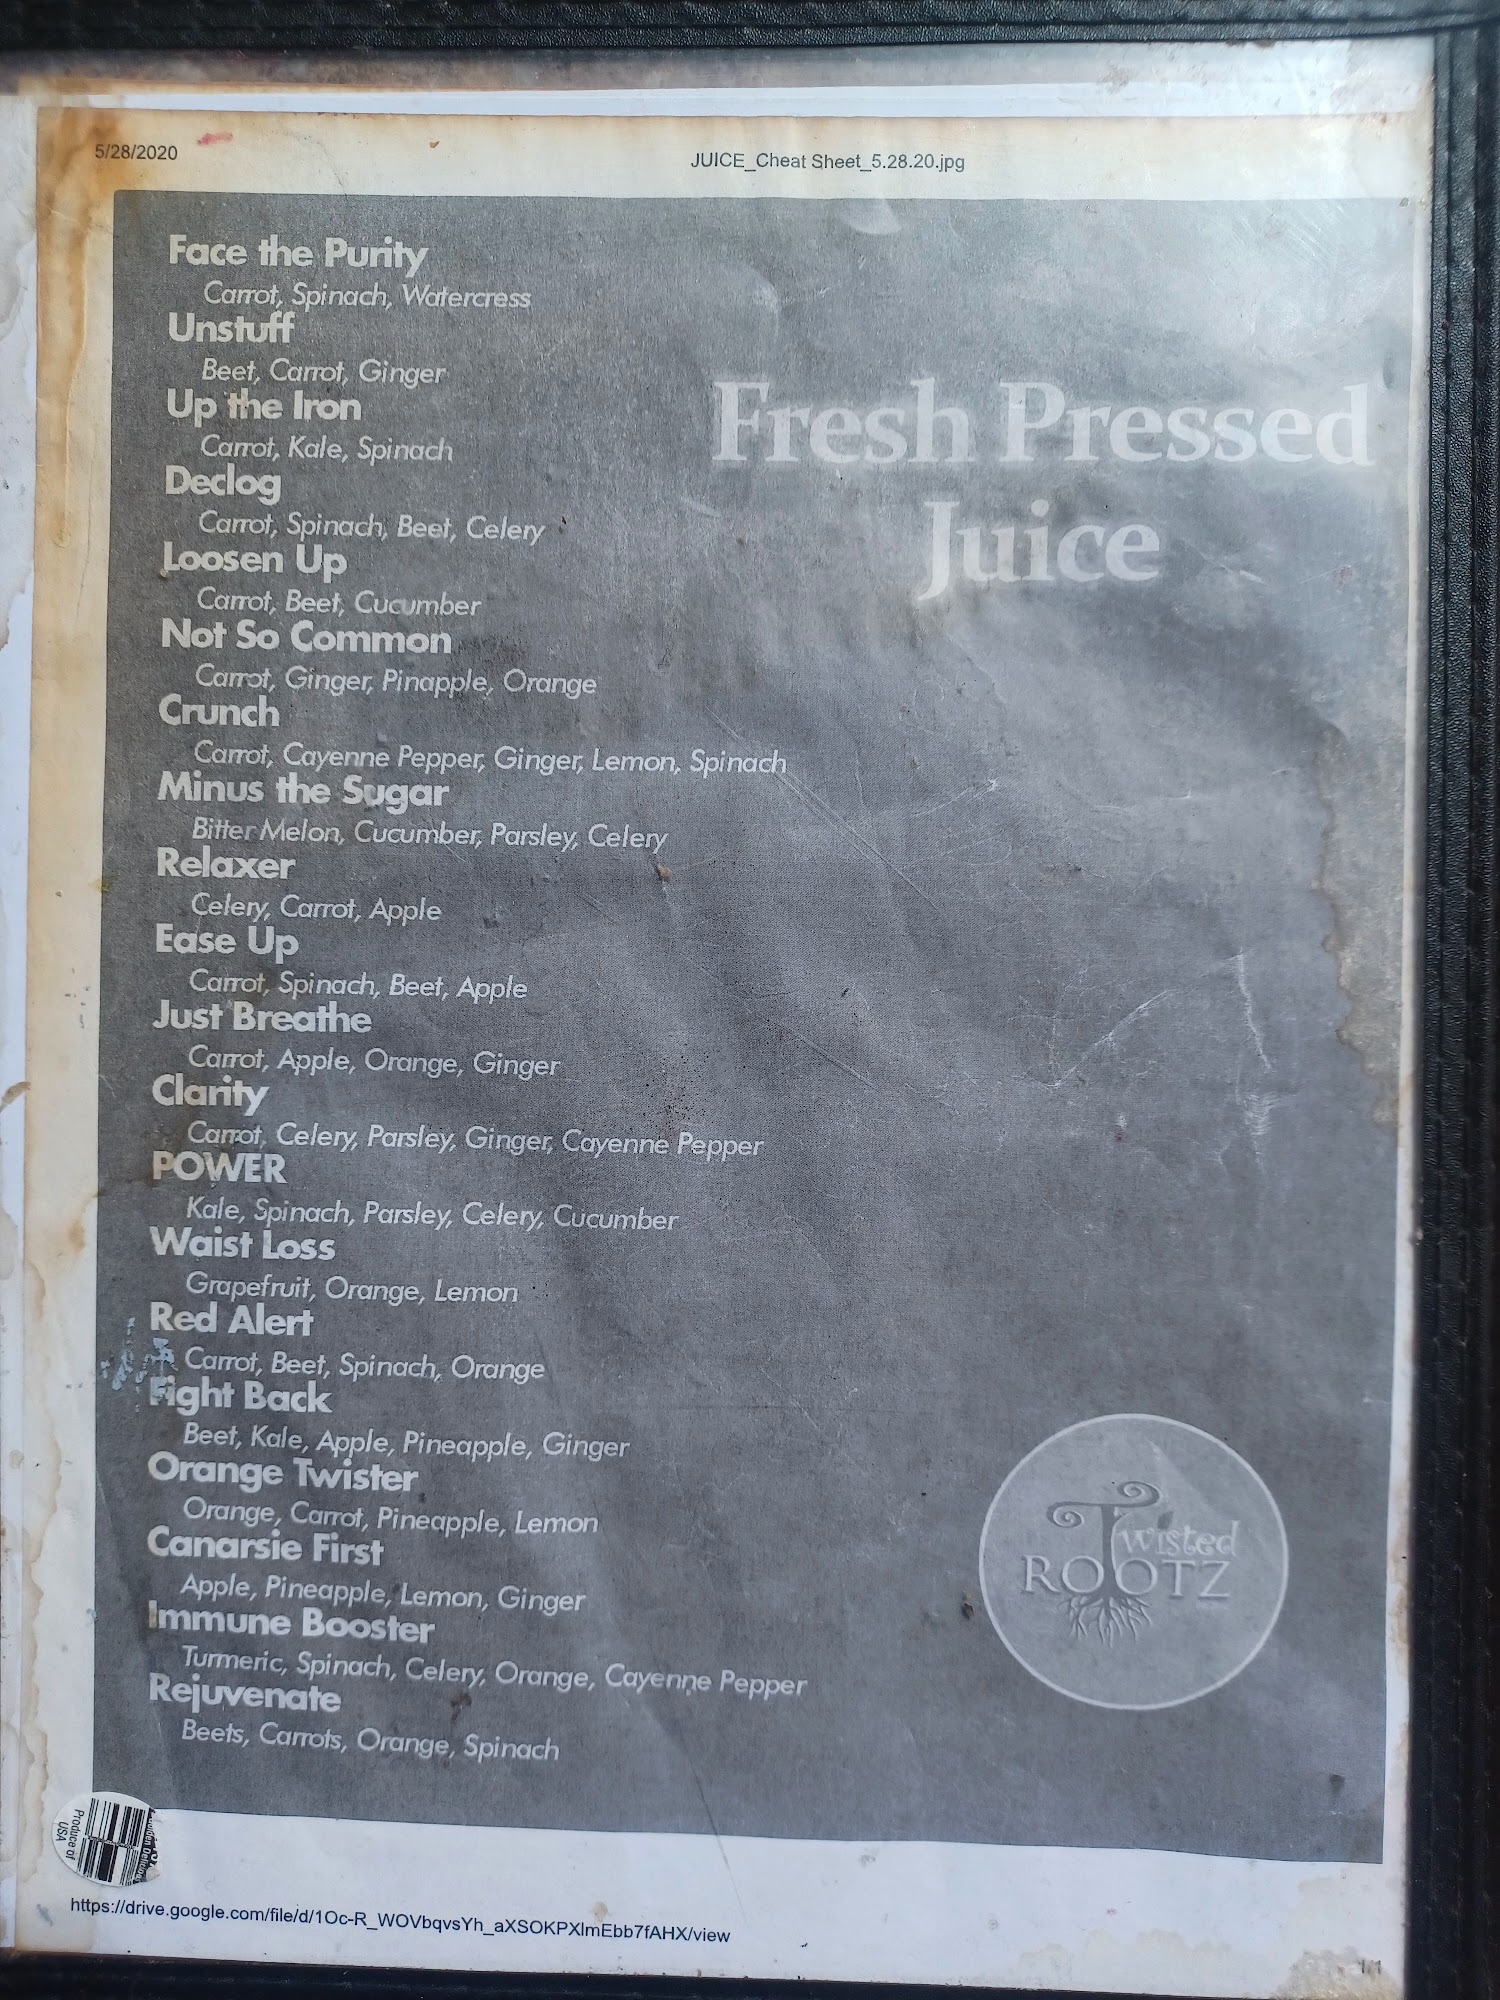 5/28/2020
JUICE_Cheat Sheet_5.28.20.jpg
Fresh Pressed
Juice
Face the Purity
Carrot, Spinach, Watercress
Unstuff
Beet, Carrot, Ginger
Up the Iron
Carrot, Kale, Spinach
Declog
Carrot, Spinach, Beet, Celery
Loosen Up
Carrot, Beet, Cucumber
Not So Common
Carrot, Ginger, Pinapple, Orange
Crunch
Carrot, Cayenne Pepper, Ginger, Lemon, Spinach
Minus the Sugar
Bitter Melon, Cucumber, Parsley, Celery
Relaxer
Celery, Carrot, Apple
Ease Up
Carrot, Spinach, Beet, Apple
Just Breathe
Carrot, Apple, Orange, Ginger
Clarity
Carrot, Celery, Parsley, Ginger, Cayenne Pepper
POWER
Kale, Spinach, Parsley, Celery, Cucumber
Waist Loss
Grapefruit, Orange, Lemon
Red Alert
Carrot, Beet, Spinach, Orange
Fight Back
Beet, Kale, Apple, Pineapple, Ginger
Orange Twister
Orange, Carrot, Pineapple, Lemon
Canarsie First
Apple, Pineapple, Lemon, Ginger
Immune Booster
Turmeric, Spinach, Celery, Orange, Cayenne Pepper
Rejuvenate
Beets, Carrots, Orange, Spinach
Twisted
ROOTZ
Produce of
USA
https://drive.google.com/file/d/1Oc-R_WOVbqvsYh_aXSOKPXlmEbb7fAHX/view
1/1